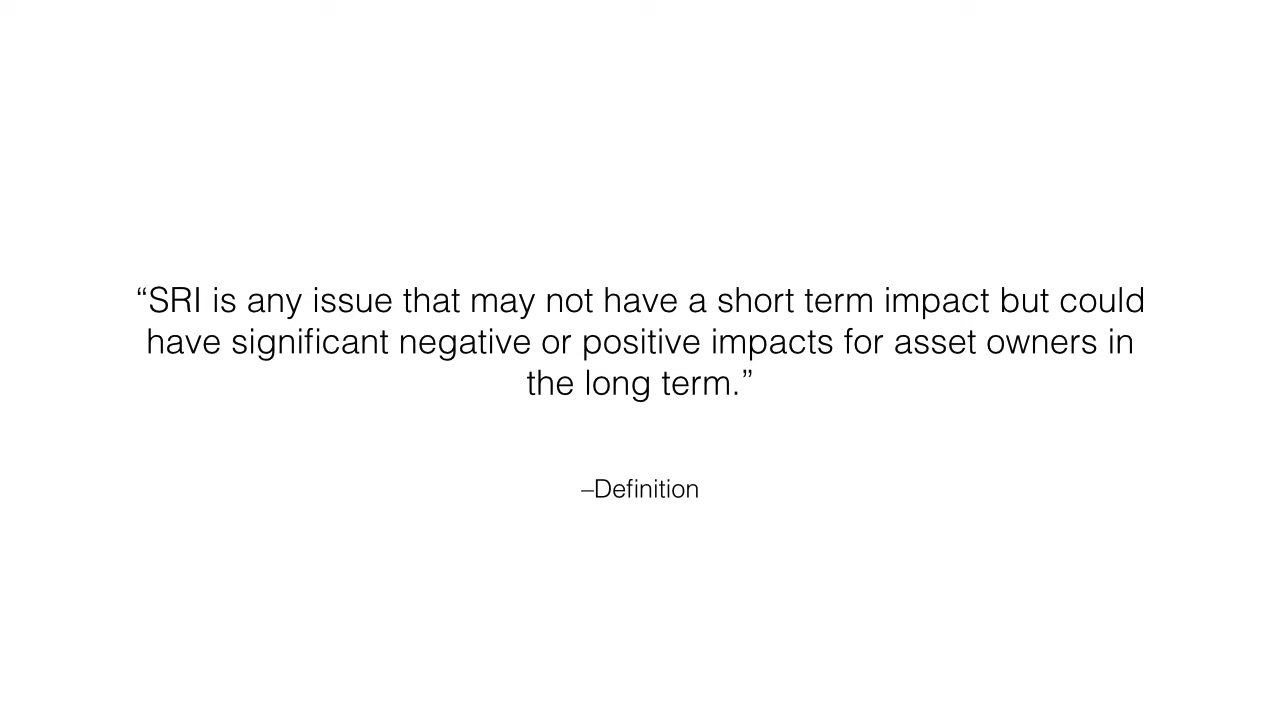 “SRI is any issue that may not have a short term impact but could
have significant negative or positive impacts for asset owners in
the long term.”
–Definition